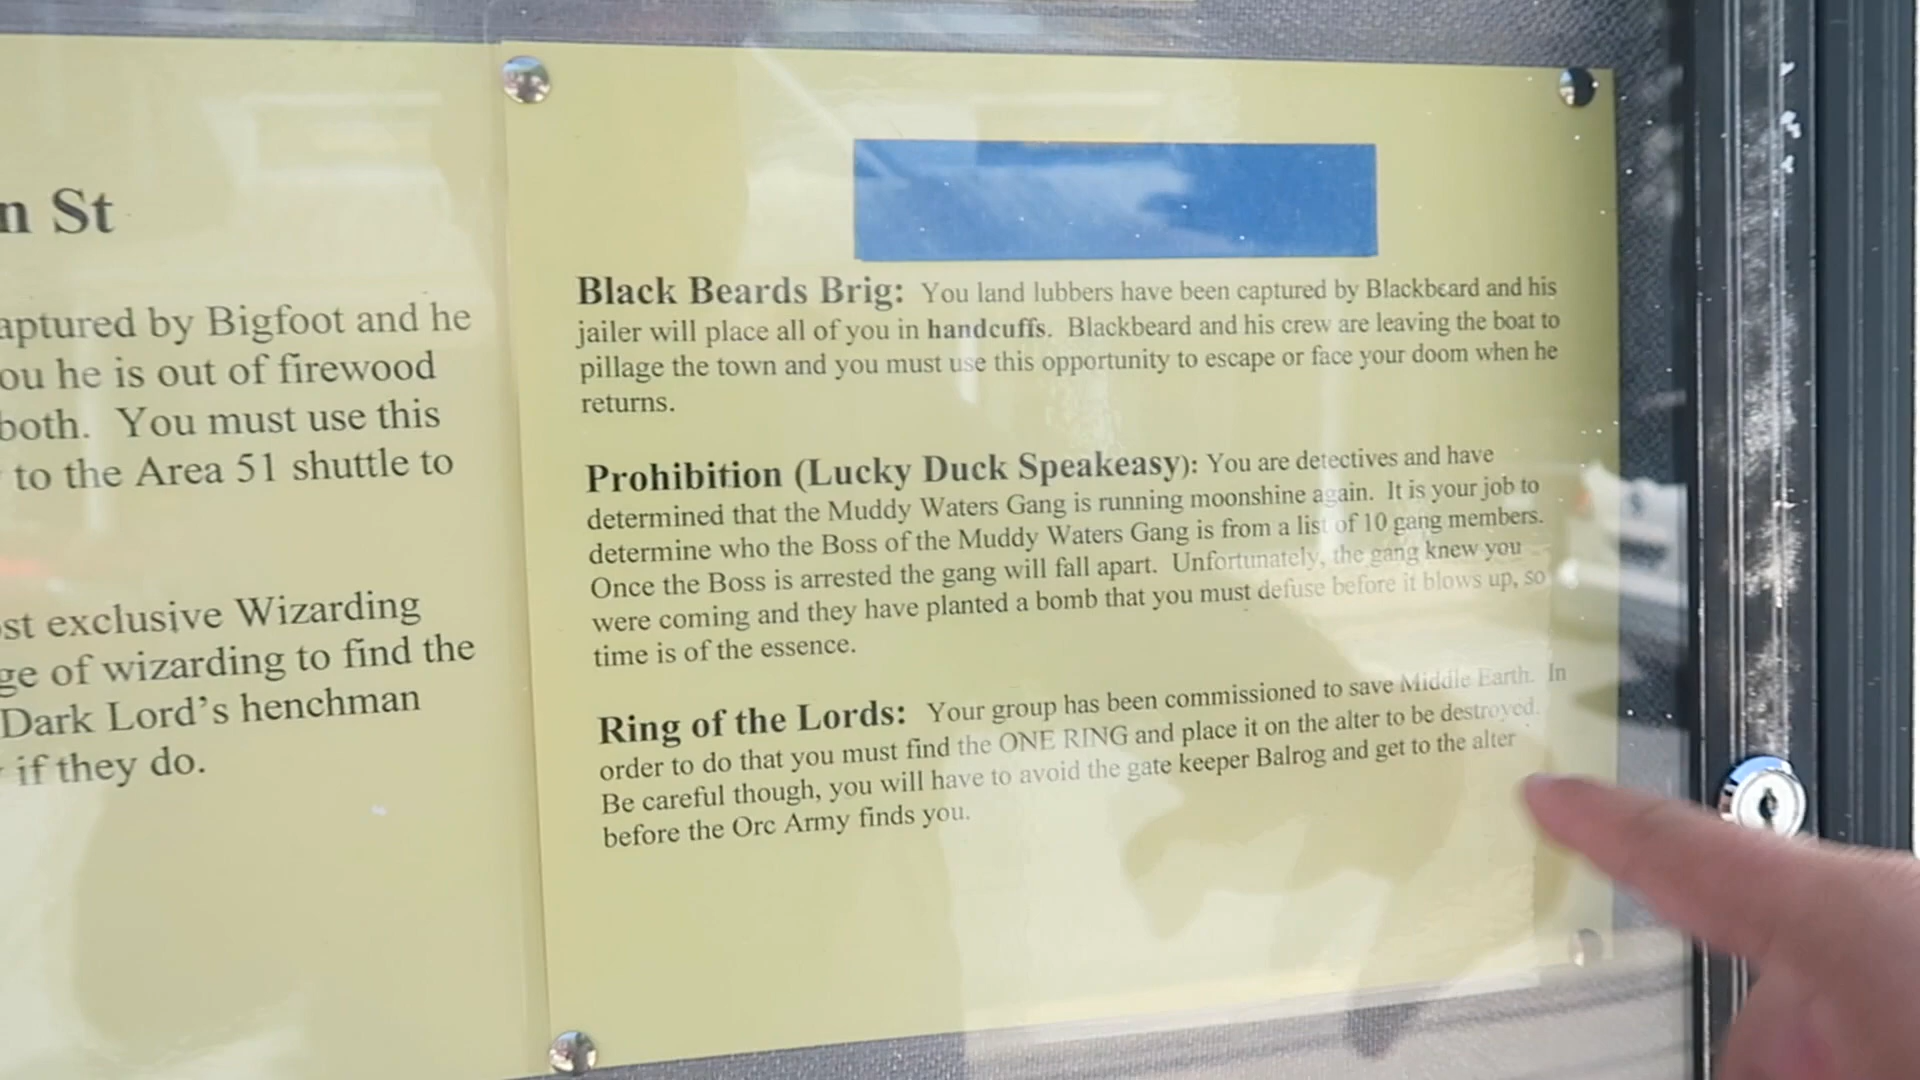 n St
aptured by Bigfoot and he
ou he is out of firewood
both. You must use this
to the Area 51 shuttle to
st exclusive Wizarding
ge of wizarding to find the
Dark Lord's henchman
if they do.
Black Beards Brig: You land lubbers have been captured by Blackbeard and his
jailer will place all of you in handcuffs. Blackbeard and his crew are leaving the boat to
pillage the town and you must use this opportunity to escape or face your doom when he
returns.
Prohibition (Lucky Duck Speakeasy): You are detectives and have
determined that the Muddy Waters Gang is running moonshine again. It is your job to
determine who the Boss of the Muddy Waters Gang is from a list of 10 gang members.
Once the Boss is arrested the gang will fall apart. Unfortunately, the gang knew you
were coming and they have planted a bomb that you must defuse before it blows up, so
time is of the essence.
Ring of the Lords: Your group has been commissioned to save Middle Earth. In
order to do that you must find the ONE RING and place it on the alter to be destroyed.
Be careful though, you will have to avoid the gate keeper Balrog and get to the alter
before the Orc Army finds you.